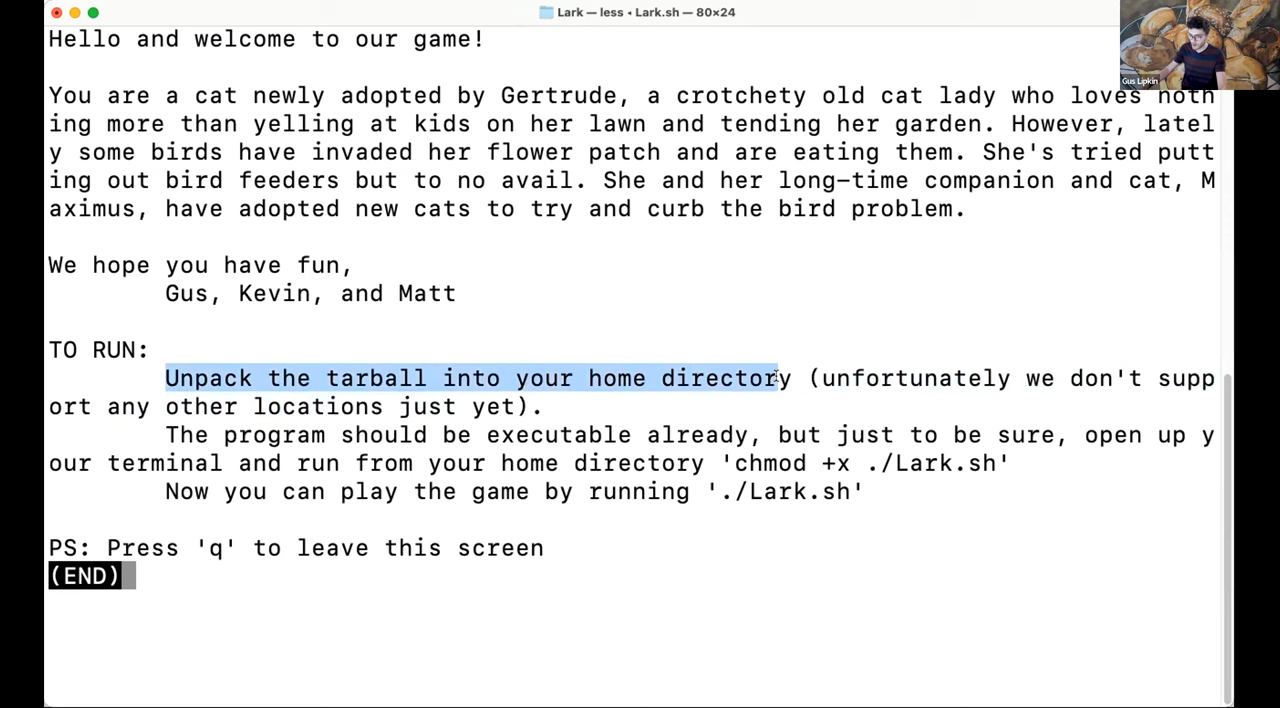 Lark — less ◂ Lark.sh — 80×24
Gus Lipkin
Hello and welcome to our game!
You are a cat newly adopted by Gertrude, a crotchety old cat lady who loves noth
ing more than yelling at kids on her lawn and tending her garden. However, latel
y some birds have invaded her flower patch and are eating them. She's tried putt
ing out bird feeders but to no avail. She and her long-time companion and cat, M
aximus, have adopted new cats to try and curb the bird problem.
We hope you have fun,
Gus, Kevin, and Matt
TO RUN:
Unpack the tarball into your home directory (unfortunately we don't supp
ort any other locations just yet).
The program should be executable already, but just to be sure, open up y
our terminal and run from your home directory 'chmod +x ./Lark.sh'
Now you can play the game by running './Lark.sh'
PS: Press 'q' to leave this screen
(END)